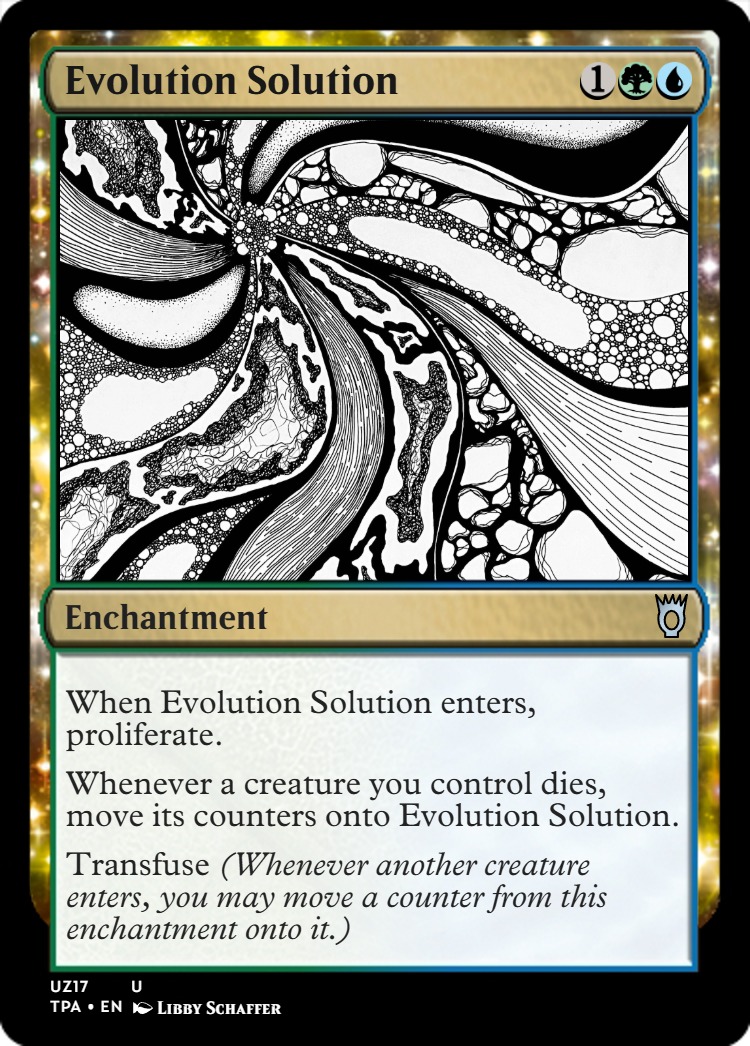 Evolution Solution 1
Enchantment
When Evolution Solution enters,
proliferate.
Whenever a creature you control dies,
move its counters onto Evolution Solution.
Transfuse (Whenever another creature
enters, you may move a counter from this
enchantment onto it.)
UZ17 U
TPA • EN LIBBY SCHAFFER